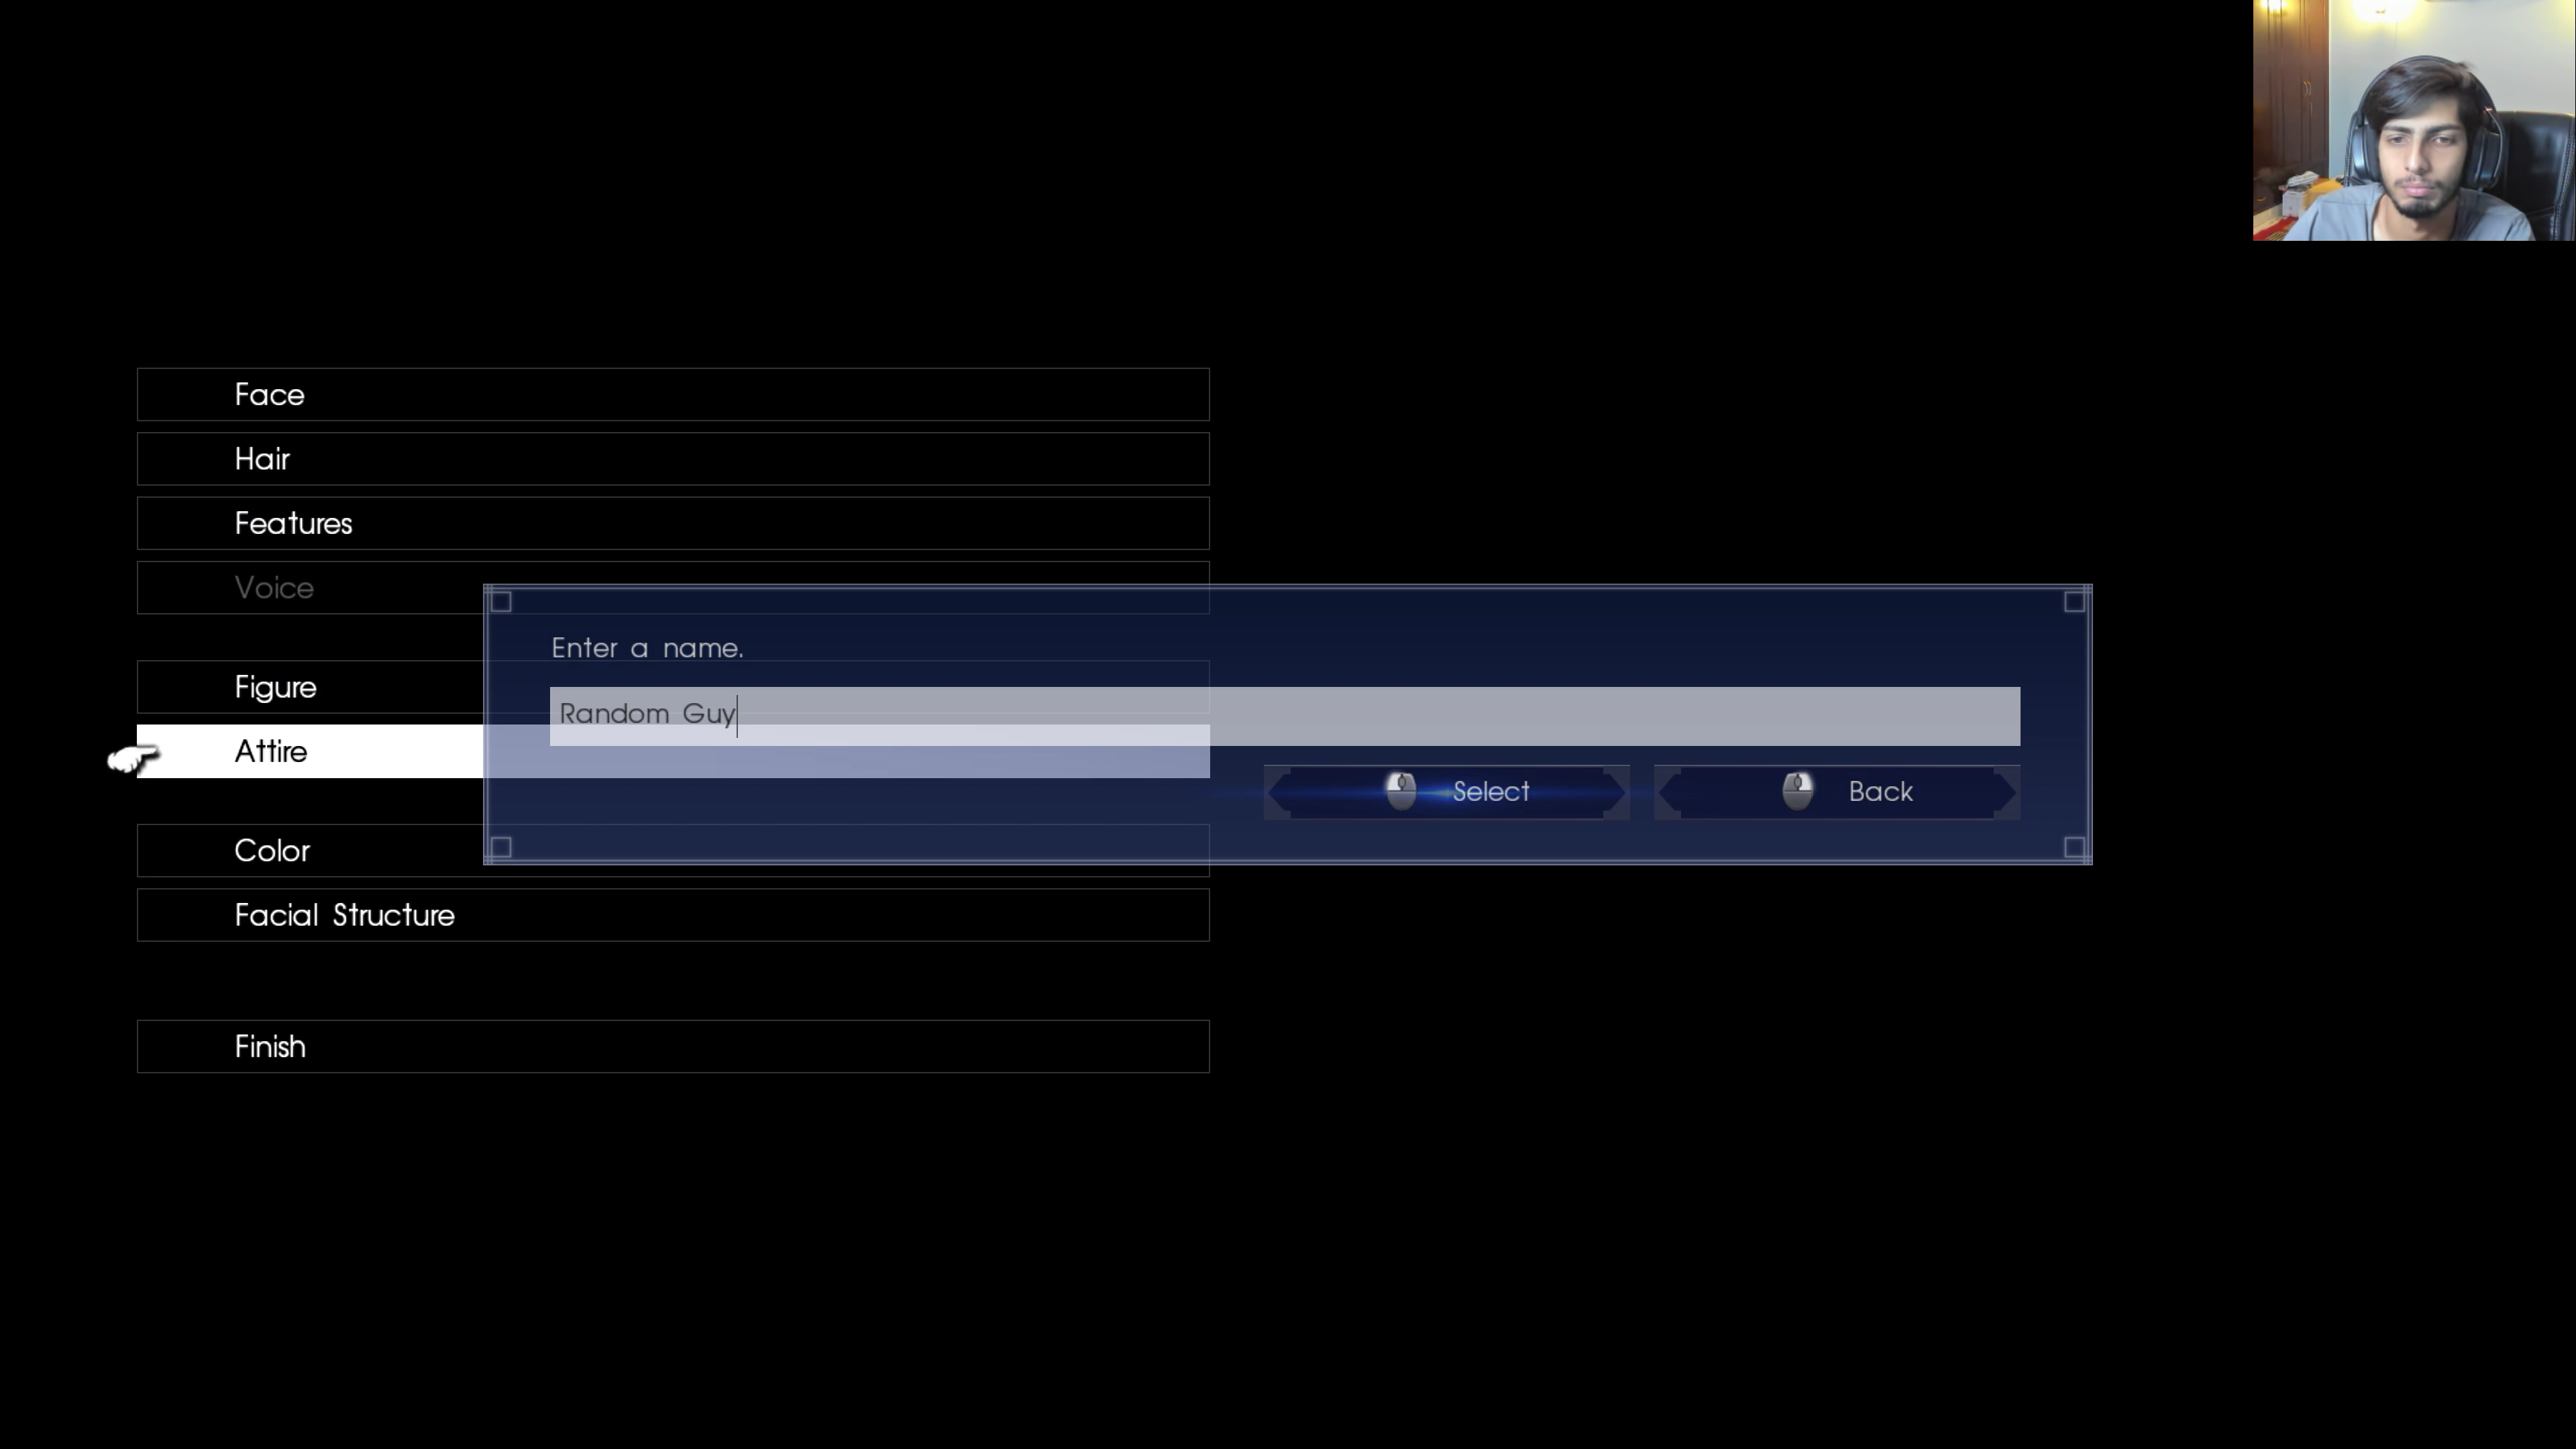 Face
Hair
Features
Voice
Enter a name.
Random Guy
Figure
Attire
Select
Back
Color
Facial Structure
Finish